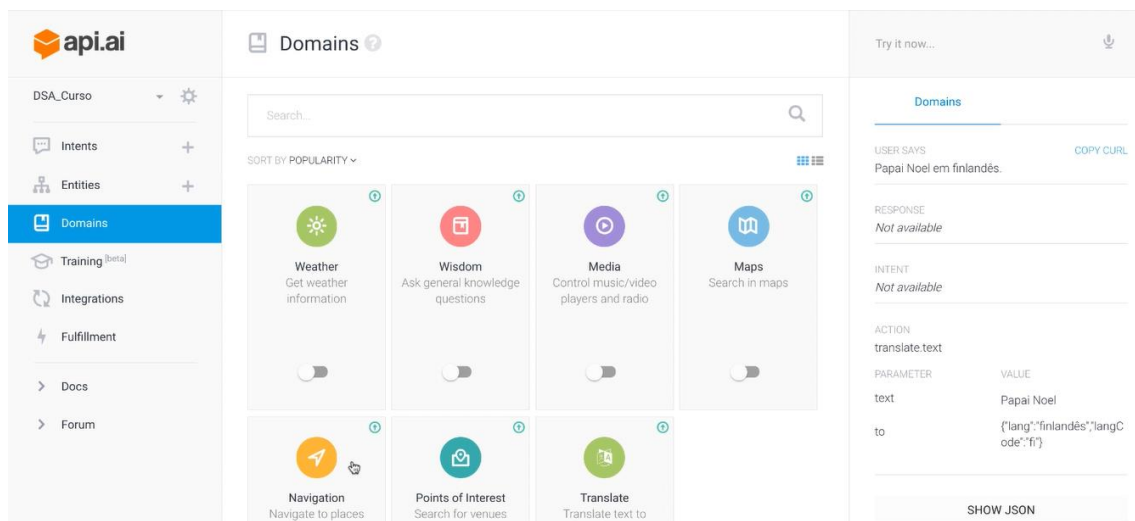 api.ai
DSA_Curso
Intents
Entities
Domains
Training [beta]
Integrations
Fulfillment
Docs
Forum
Domains
Search...
SORT BY POPULARITY
Weather
Get weather
information
Wisdom
Ask general knowledge
questions
Media
Control music/video
players and radio
Maps
Search in maps
Navigation
Navigate to places
Points of Interest
Search for venues
Translate
Translate text to
Try it now...
Domains
USER SAYS COPY CURL
Papai Noel em finlandês.
RESPONSE
Not available
INTENT
Not available
ACTION
translate.text
PARAMETER VALUE
text Papai Noel
to {"lang":"finlandês","langC
ode":"fi"}
SHOW JSON